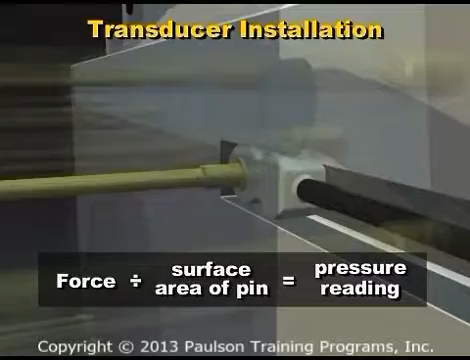 Transducer Installation
Force ÷ surface area of pin = pressure reading
Copyright © 2013 Paulson Training Programs, Inc.